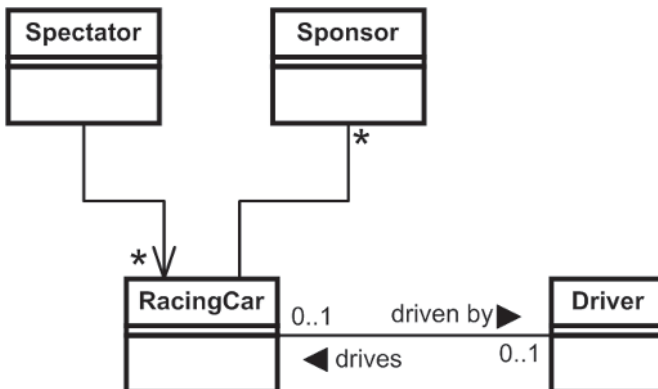 Spectator
Sponsor
*
*
RacingCar
0..1
driven by ▶
Driver
◀ drives
0..1